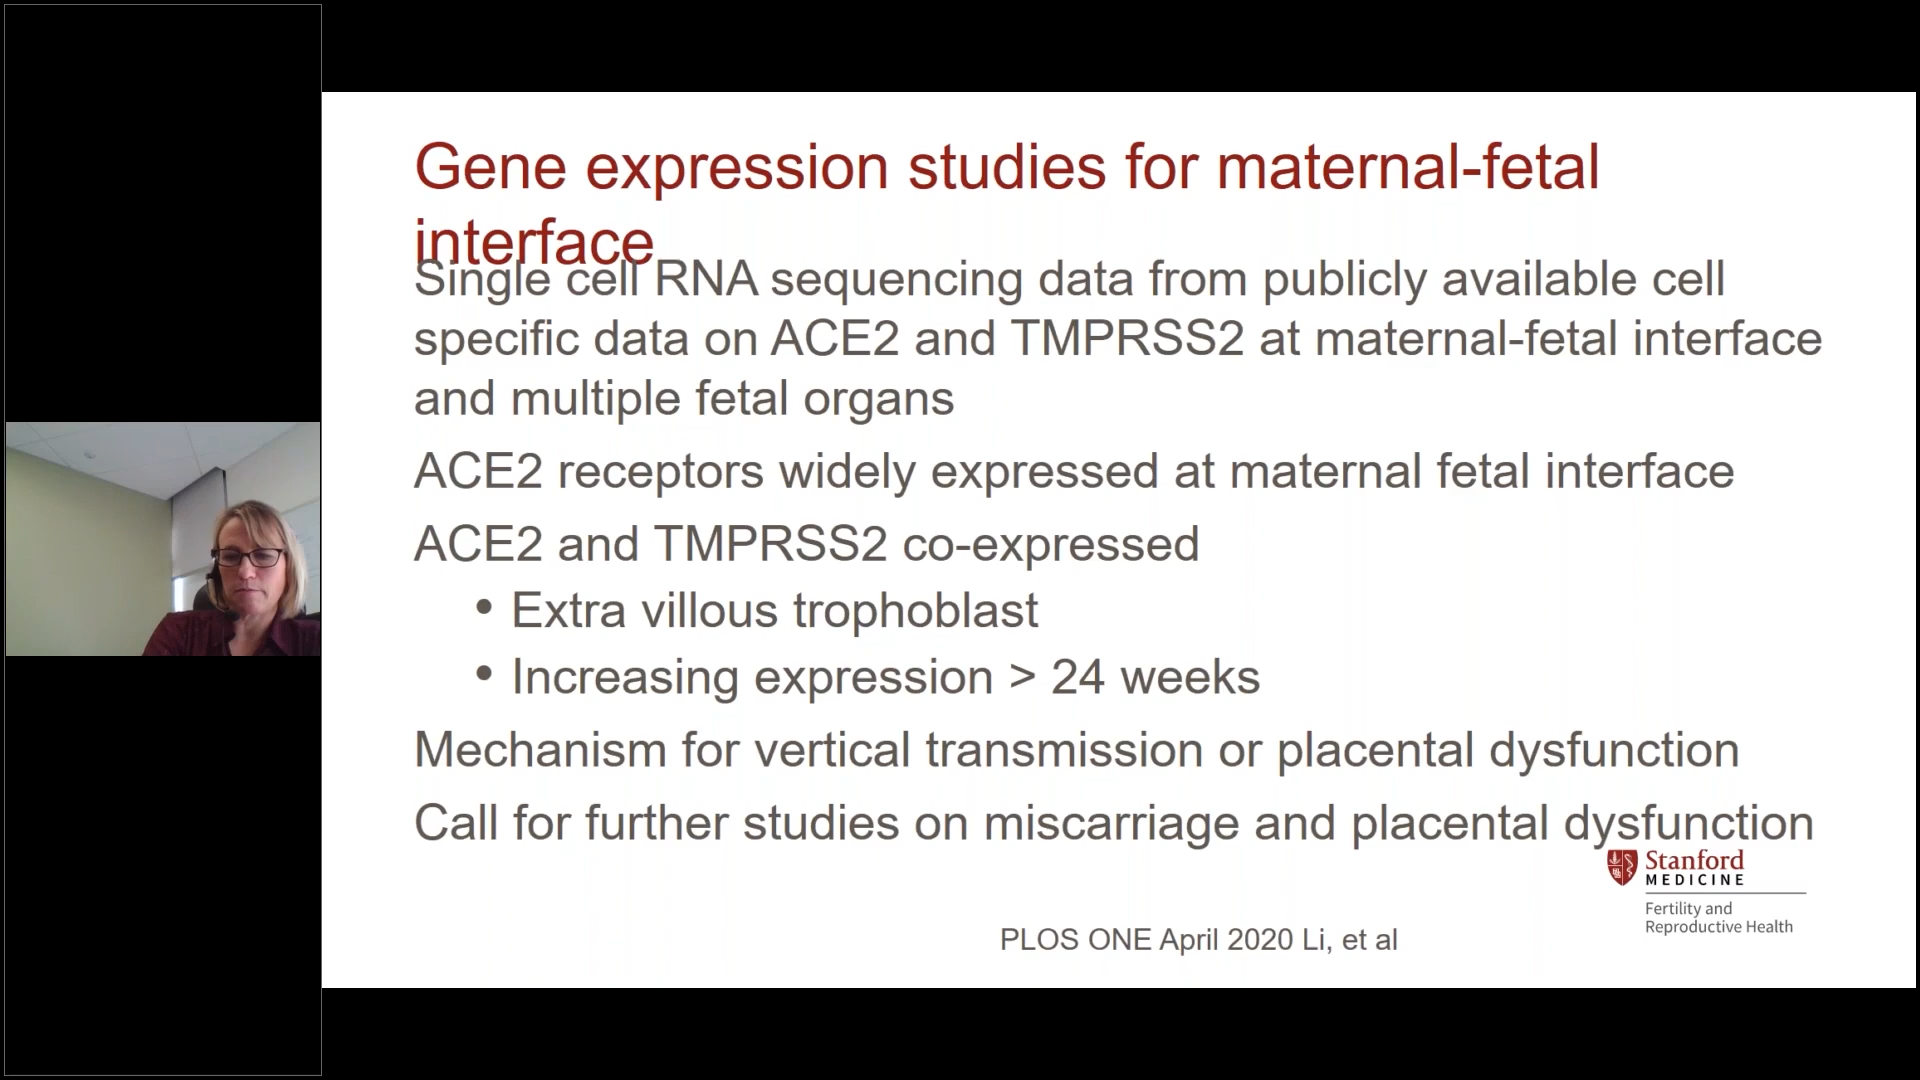 Gene expression studies for maternal-fetal
interface
Single cell RNA sequencing data from publicly available cell
specific data on ACE2 and TMPRSS2 at maternal-fetal interface
and multiple fetal organs
ACE2 receptors widely expressed at maternal fetal interface
ACE2 and TMPRSS2 co-expressed
• Extra villous trophoblast
• Increasing expression > 24 weeks
Mechanism for vertical transmission or placental dysfunction
Call for further studies on miscarriage and placental dysfunction
Stanford
MEDICINE
Fertility and
Reproductive Health
PLOS ONE April 2020 Li, et al